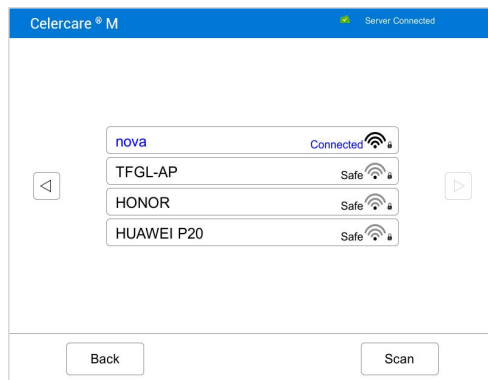 Celercare ® M
Server Connected
nova Connected
TFGL-AP Safe
HONOR Safe
HUAWEI P20 Safe
Back Scan